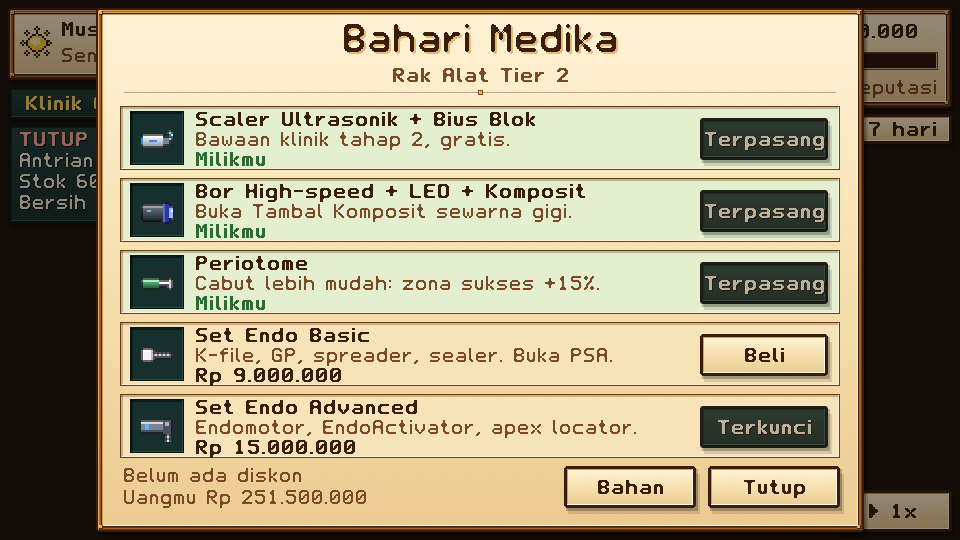 Bahari Medika
Rak Alat Tier 2
Scaler Ultrasonik + Bius Blok
Bawaan klinik tahap 2, gratis.
Milikmu
Terpasang
Bor High-speed + LED + Komposit
Buka Tambal Komposit sewarna gigi.
Milikmu
Terpasang
Periotome
Cabut lebih mudah: zona sukses +15%.
Milikmu
Terpasang
Set Endo Basic
K-file, GP, spreader, sealer. Buka PSA.
Rp 9.000.000
Beli
Set Endo Advanced
Endomotor, EndoActivator, apex locator.
Rp 15.000.000
Terkunci
Belum ada diskon
Uangmu Rp 251.500.000
Bahan
Tutup
Klinik
TUTUP
Antrian
Stok
Bersih
7 hari
1x